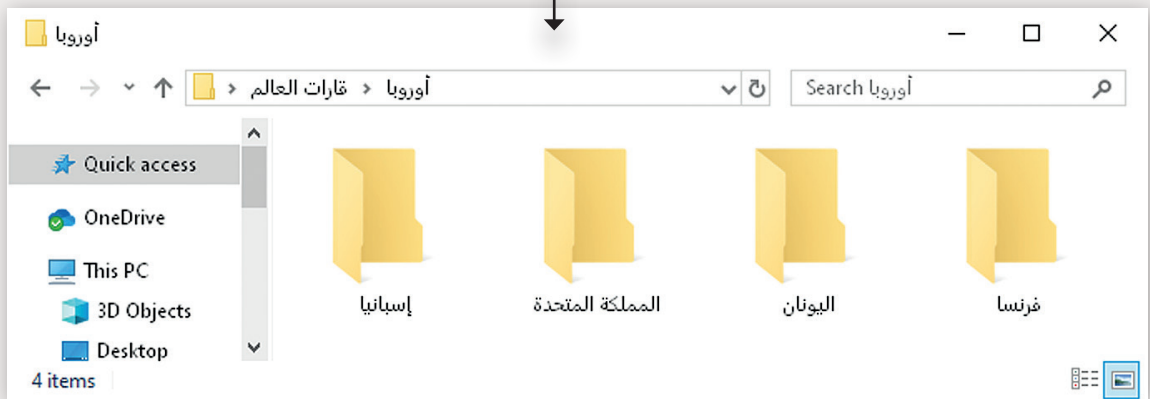 أوروبا
أوروبا › قارات العالم ›
Search أوروبا
Quick access
OneDrive
This PC
3D Objects
Desktop
إسبانيا
المملكة المتحدة
اليونان
فرنسا
4 items